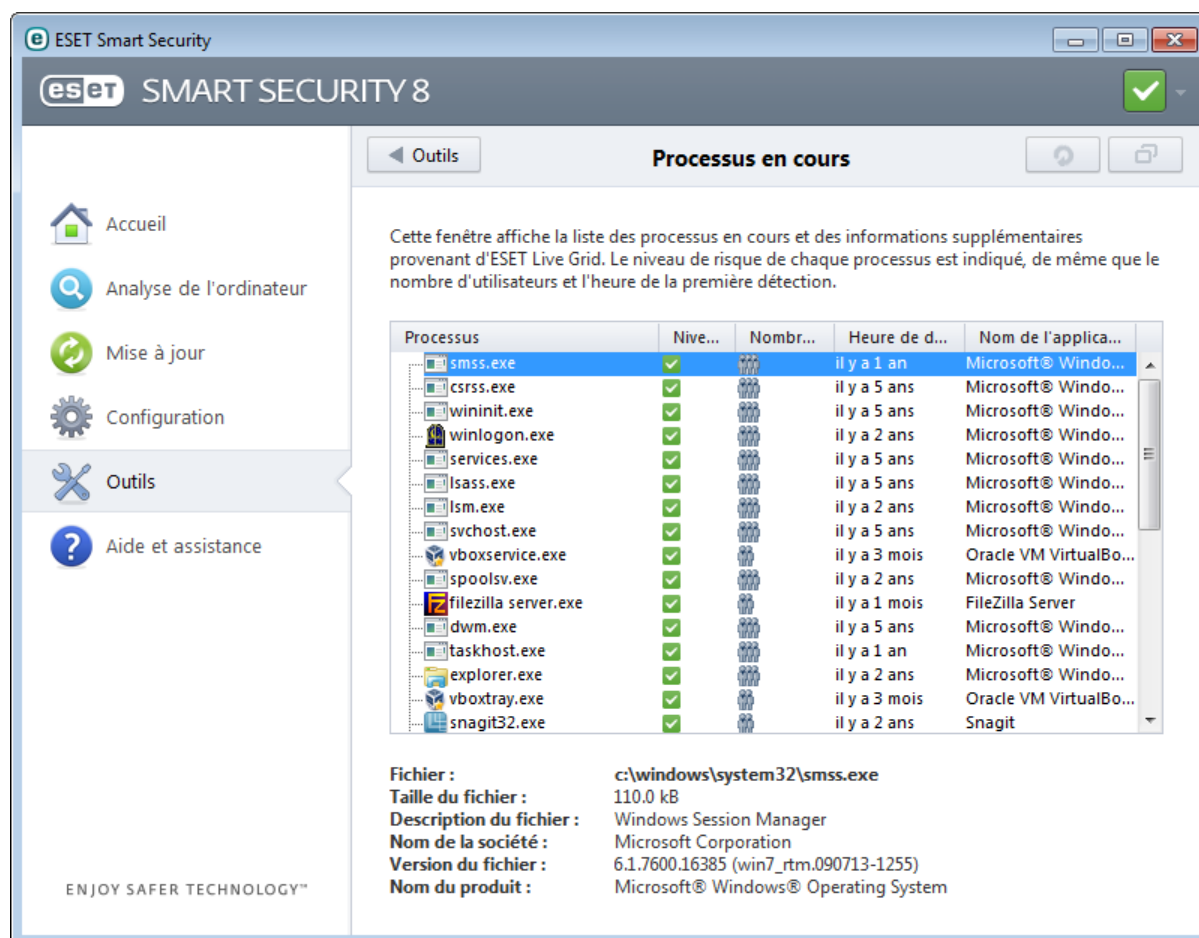 ESET Smart Security
eset SMART SECURITY 8
Outils
Processus en cours
Accueil
Analyse de l'ordinateur
Mise à jour
Configuration
Outils
Aide et assistance
ENJOY SAFER TECHNOLOGY™
Cette fenêtre affiche la liste des processus en cours et des informations supplémentaires
provenant d'ESET Live Grid. Le niveau de risque de chaque processus est indiqué, de même que le
nombre d'utilisateurs et l'heure de la première détection.
Processus Nive... Nombr... Heure de d... Nom de l'applica...
smss.exe il y a 1 an Microsoft® Windo...
csrss.exe il y a 5 ans Microsoft® Windo...
wininit.exe il y a 5 ans Microsoft® Windo...
winlogon.exe il y a 2 ans Microsoft® Windo...
services.exe il y a 5 ans Microsoft® Windo...
lsass.exe il y a 5 ans Microsoft® Windo...
lsm.exe il y a 2 ans Microsoft® Windo...
svchost.exe il y a 5 ans Microsoft® Windo...
vboxservice.exe il y a 3 mois Oracle VM VirtualBo...
spoolsv.exe il y a 2 ans Microsoft® Windo...
filezilla server.exe il y a 1 mois FileZilla Server
dwm.exe il y a 5 ans Microsoft® Windo...
taskhost.exe il y a 1 an Microsoft® Windo...
explorer.exe il y a 2 ans Microsoft® Windo...
vboxtray.exe il y a 3 mois Oracle VM VirtualBo...
snagit32.exe il y a 2 ans Snagit
Fichier : c:\windows\system32\smss.exe
Taille du fichier : 110.0 kB
Description du fichier : Windows Session Manager
Nom de la société : Microsoft Corporation
Version du fichier : 6.1.7600.16385 (win7_rtm.090713-1255)
Nom du produit : Microsoft® Windows® Operating System